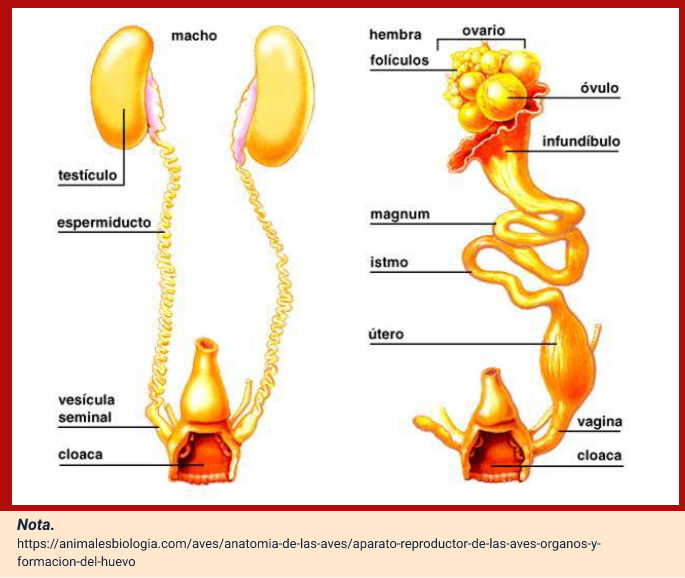 macho
testículo
espermiducto
vesícula
seminal
cloaca
hembra
ovario
folículos
óvulo
infundíbulo
magnum
istmo
útero
vagina
cloaca
Nota.
https://animalesbiologia.com/aves/anatomia-de-las-aves/aparato-reproductor-de-las-aves-organos-y-
formacion-del-huevo